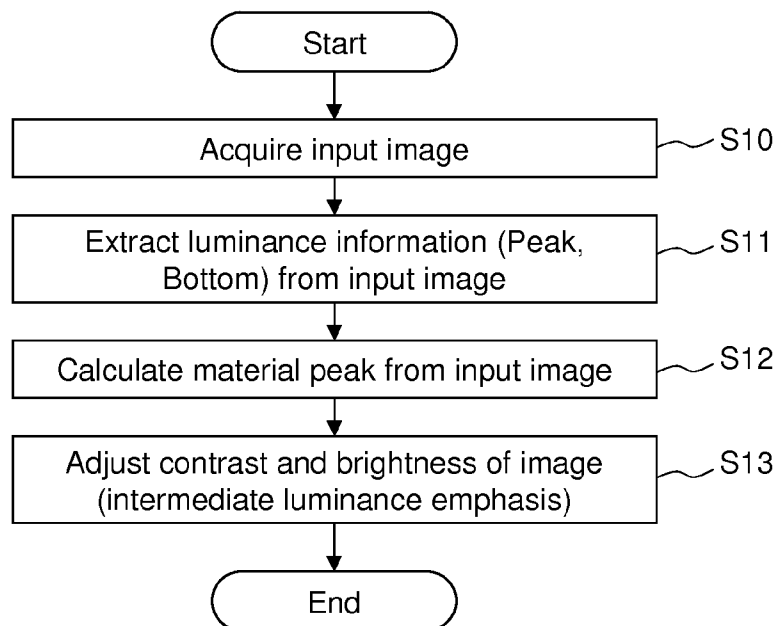 Start
Acquire input image
S10
Extract luminance information (Peak,
Bottom) from input image
S11
Calculate material peak from input image
S12
Adjust contrast and brightness of image
(intermediate luminance emphasis)
S13
End